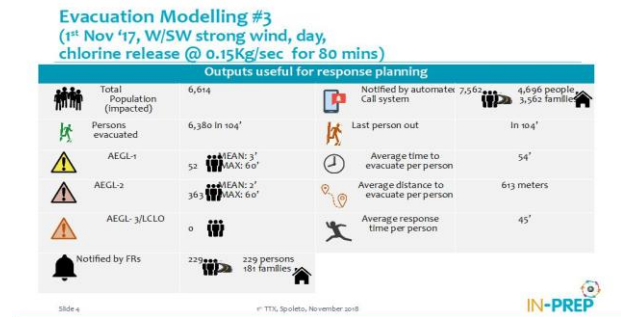 Evacuation Modelling #3
(1st Nov ‘17, W/SW strong wind, day,
chlorine release @ 0.15Kg/sec for 80 mins)
Outputs useful for response planning
Total
Population
(impacted)
6,614
Notified by automated
Call system
7,562
4,696 people,
3,562 families
Persons
evacuated
6,380 in 104’
Last person out
In 104’
AEGL-1
52
MEAN: 3’
MAX: 60’
Average time to
evacuate per person
54’
AEGL-2
363
MEAN: 2’
MAX: 60’
Average distance to
evacuate per person
613 meters
AEGL- 3/LCLO
0
Average response
time per person
45’
Notified by FRs
229
229 persons
181 families
Slide 4
1st TTX, Spoleto, November 2018
IN-PREP